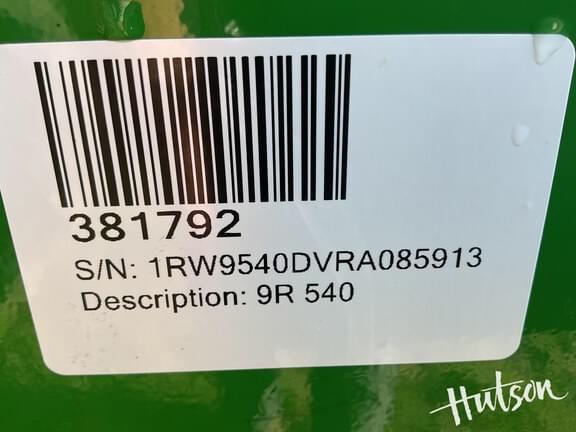 381792
S/N: 1RW9540DVRA085913
Description: 9R 540
Hutson